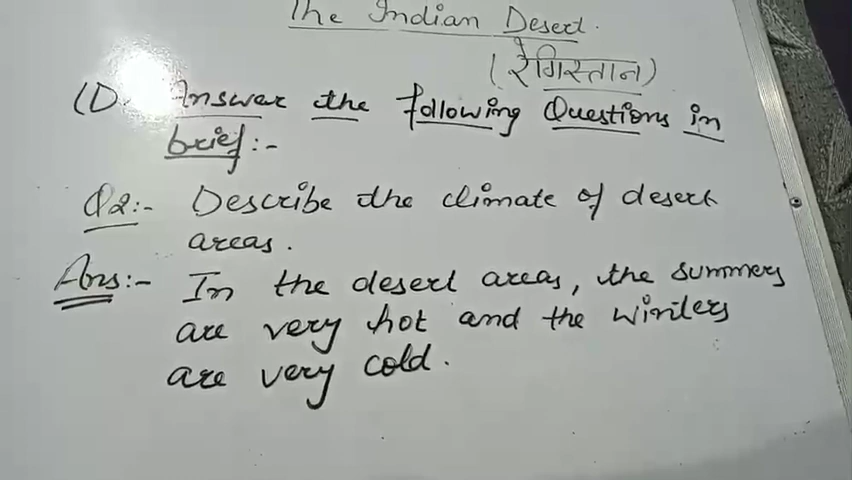 The Indian Desert.
(रेगिस्तान)
(D. Answer the following Questions in
brief:-
Q2:- Describe the climate of desert
areas.
Ans:- In the desert areas, the summers
are very hot and the winters
are very cold.